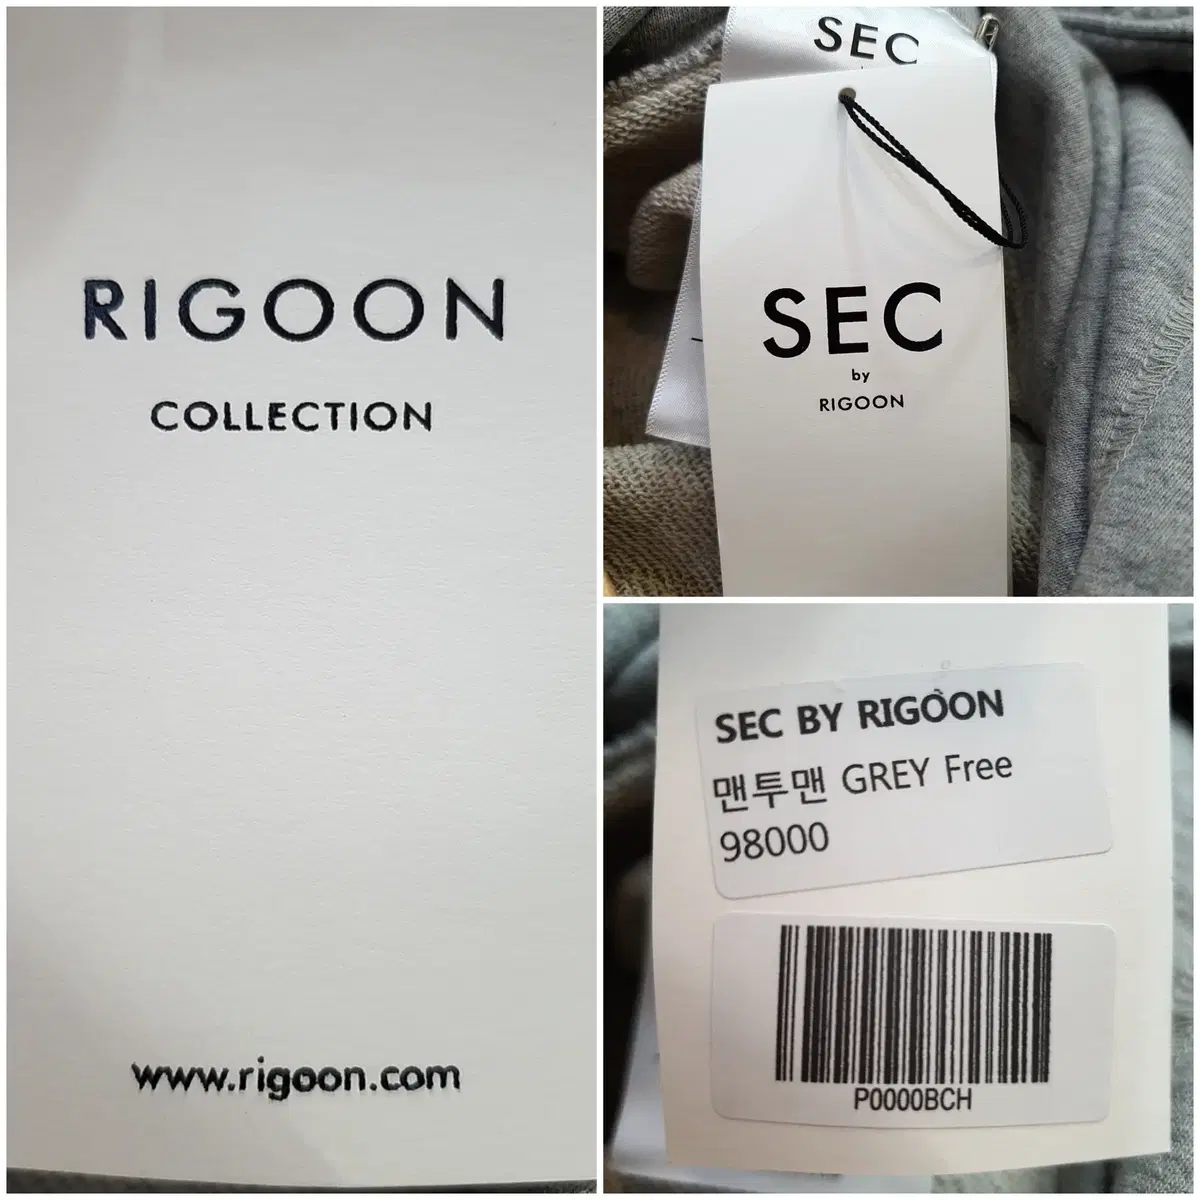 RIGOON
COLLECTION
www.rigoon.com
SEC
SEC
by
RIGOON
SEC BY RIGOON
맨투맨 GREY Free
98000
P0000BCH